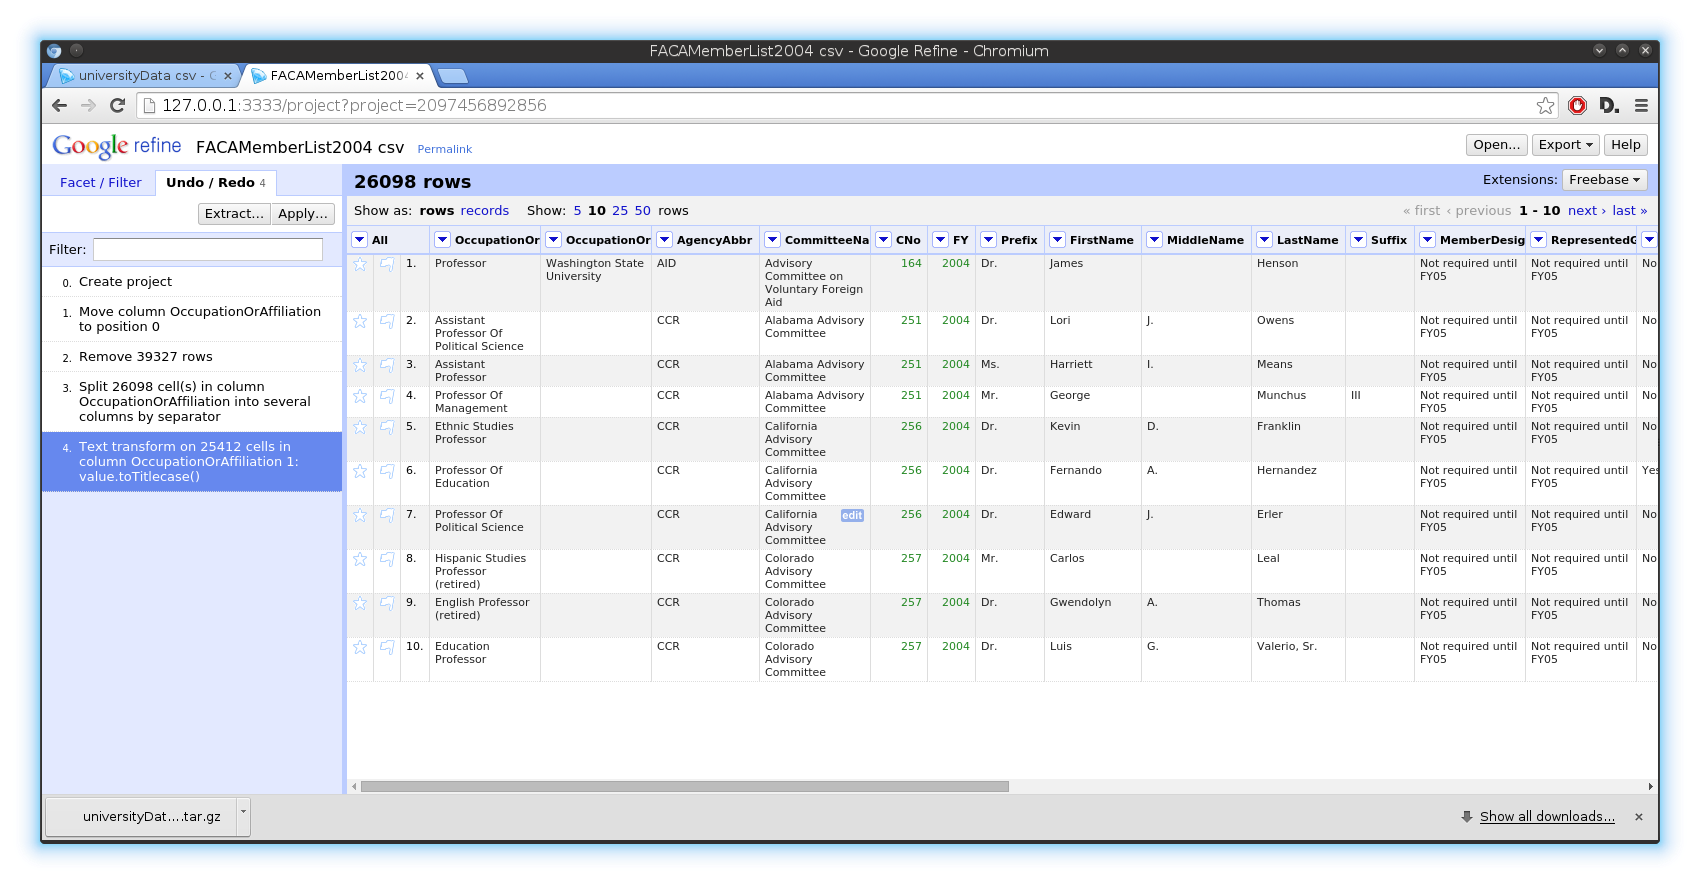 FACAMemberList2004 csv - Google Refine - Chromium
universityData csv - G
FACAMemberList2004
127.0.0.1:3333/project?project=2097456892856
D.
Google refine FACAMemberList2004 csv Permalink
Open... Export Help
Facet / Filter Undo / Redo 4
Extract... Apply...
Filter:
0. Create project
1. Move column OccupationOrAffiliation
to position 0
2. Remove 39327 rows
3. Split 26098 cell(s) in column
OccupationOrAffiliation into several
columns by separator
4. Text transform on 25412 cells in
column OccupationOrAffiliation 1:
value.toTitlecase()
26098 rows
Extensions: Freebase
Show as: rows records Show: 5 10 25 50 rows
« first ‹ previous 1 - 10 next › last »
All OccupationOr OccupationOr AgencyAbbr CommitteeNa CNo FY Prefix FirstName MiddleName LastName Suffix MemberDesig RepresentedG
1. Professor Washington State AID Advisory 164 2004 Dr. James Henson Not required until Not required until No
University Committee on FY05 FY05
Voluntary Foreign
Aid
2. Assistant CCR Alabama Advisory 251 2004 Dr. Lori J. Owens Not required until Not required until No
Professor Of Committee FY05 FY05
Political Science
3. Assistant CCR Alabama Advisory 251 2004 Ms. Harriett I. Means Not required until Not required until No
Professor Committee FY05 FY05
4. Professor Of CCR Alabama Advisory 251 2004 Mr. George Munchus III Not required until Not required until No
Management Committee FY05 FY05
5. Ethnic Studies CCR California 256 2004 Dr. Kevin D. Franklin Not required until Not required until No
Professor Advisory FY05 FY05
Committee
6. Professor Of CCR California 256 2004 Dr. Fernando A. Hernandez Not required until Not required until Yes
Education Advisory FY05 FY05
Committee
7. Professor Of CCR California edit 256 2004 Dr. Edward J. Erler Not required until Not required until No
Political Science Advisory FY05 FY05
Committee
8. Hispanic Studies CCR Colorado 257 2004 Mr. Carlos Leal Not required until Not required until No
Professor Advisory FY05 FY05
(retired) Committee
9. English Professor CCR Colorado 257 2004 Dr. Gwendolyn A. Thomas Not required until Not required until No
(retired) Advisory FY05 FY05
Committee
10. Education CCR Colorado 257 2004 Dr. Luis G. Valerio, Sr. Not required until Not required until No
Professor Advisory FY05 FY05
Committee
universityDat....tar.gz
Show all downloads...